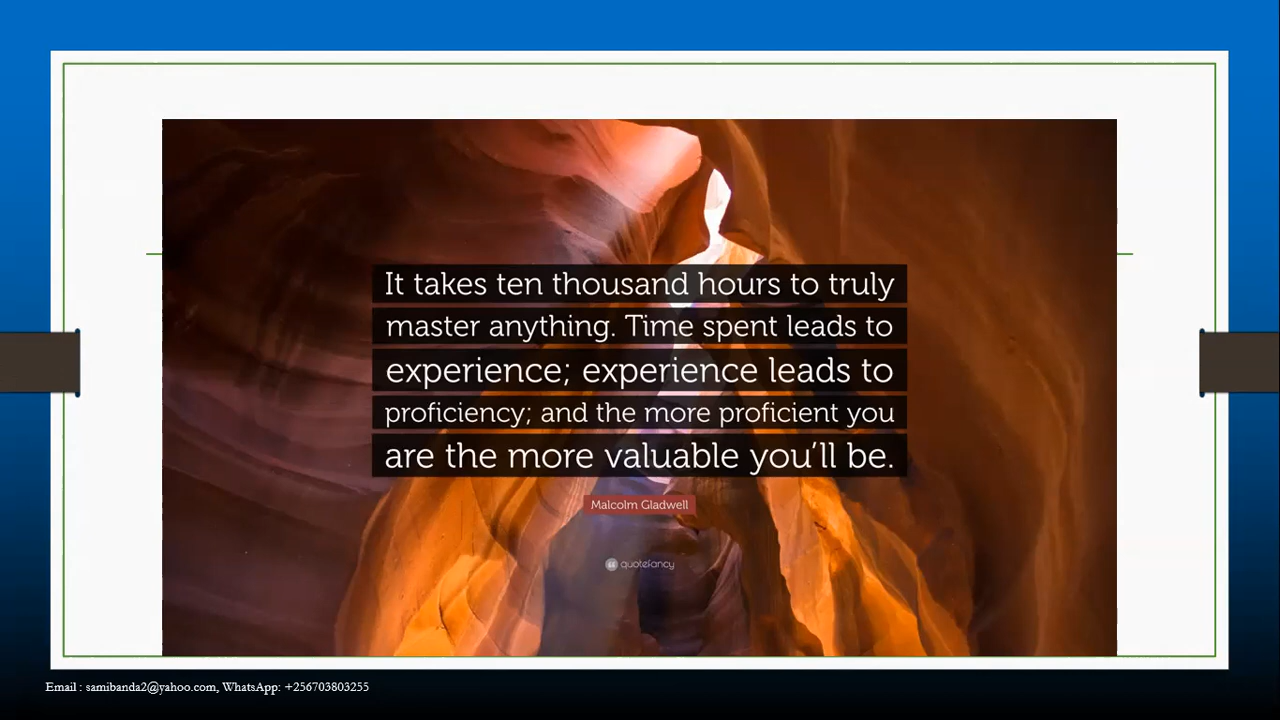 It takes ten thousand hours to truly
master anything. Time spent leads to
experience; experience leads to
proficiency; and the more proficient you
are the more valuable you’ll be.
Malcolm Gladwell
quotefancy
Email : samibanda2@yahoo.com, WhatsApp: +256703803255